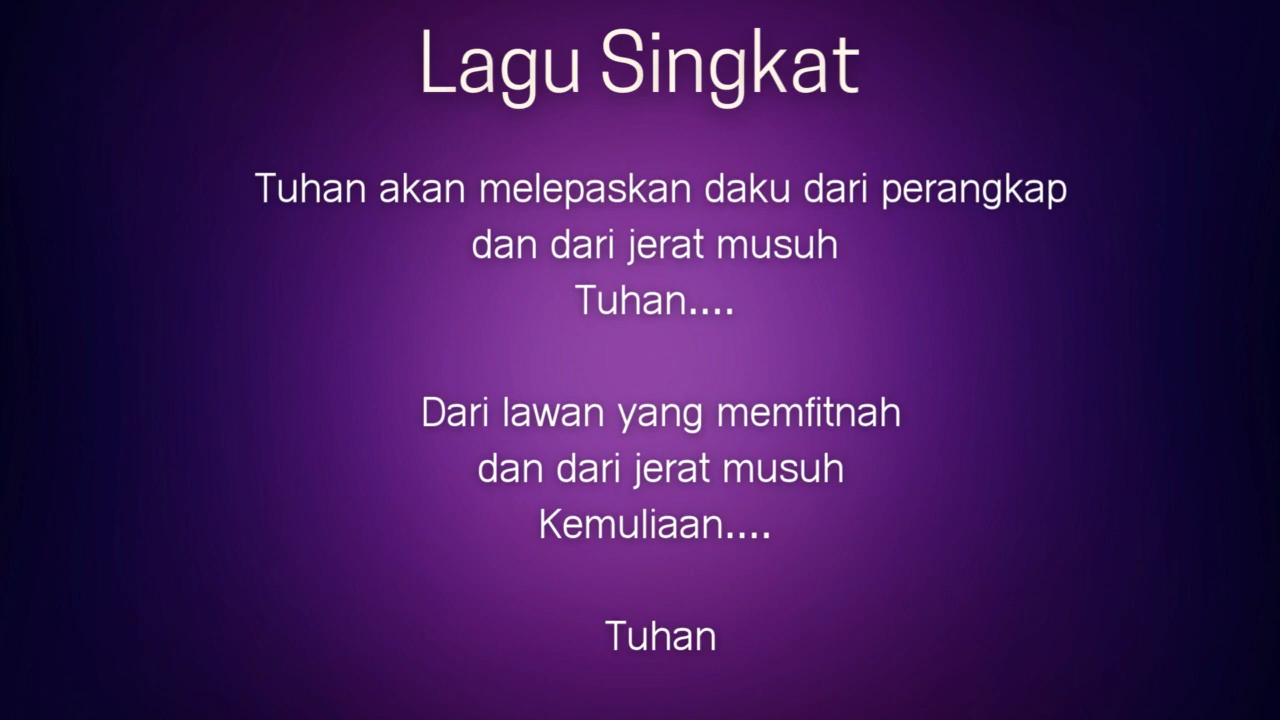 Lagu Singkat
Tuhan akan melepaskan daku dari perangkap
dan dari jerat musuh
Tuhan....
Dari lawan yang memfitnah
dan dari jerat musuh
Kemuliaan....
Tuhan